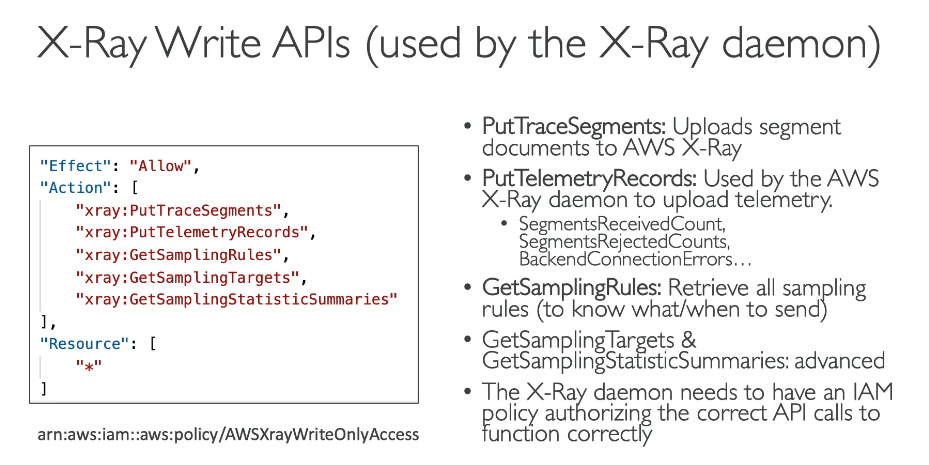 X-Ray Write APIs (used by the X-Ray daemon)
"Effect": "Allow",
"Action": [
"xray:PutTraceSegments",
"xray:PutTelemetryRecords",
"xray:GetSamplingRules",
"xray:GetSamplingTargets",
"xray:GetSamplingStatisticSummaries"
],
"Resource": [
"*"
]
arn:aws:iam::aws:policy/AWSXrayWriteOnlyAccess
• PutTraceSegments: Uploads segment
documents to AWS X-Ray
• PutTelemetryRecords: Used by the AWS
X-Ray daemon to upload telemetry.
• SegmentsReceivedCount,
SegmentsRejectedCounts,
BackendConnectionErrors…
• GetSamplingRules: Retrieve all sampling
rules (to know what/when to send)
• GetSamplingTargets &
GetSamplingStatisticSummaries: advanced
• The X-Ray daemon needs to have an IAM
policy authorizing the correct API calls to
function correctly